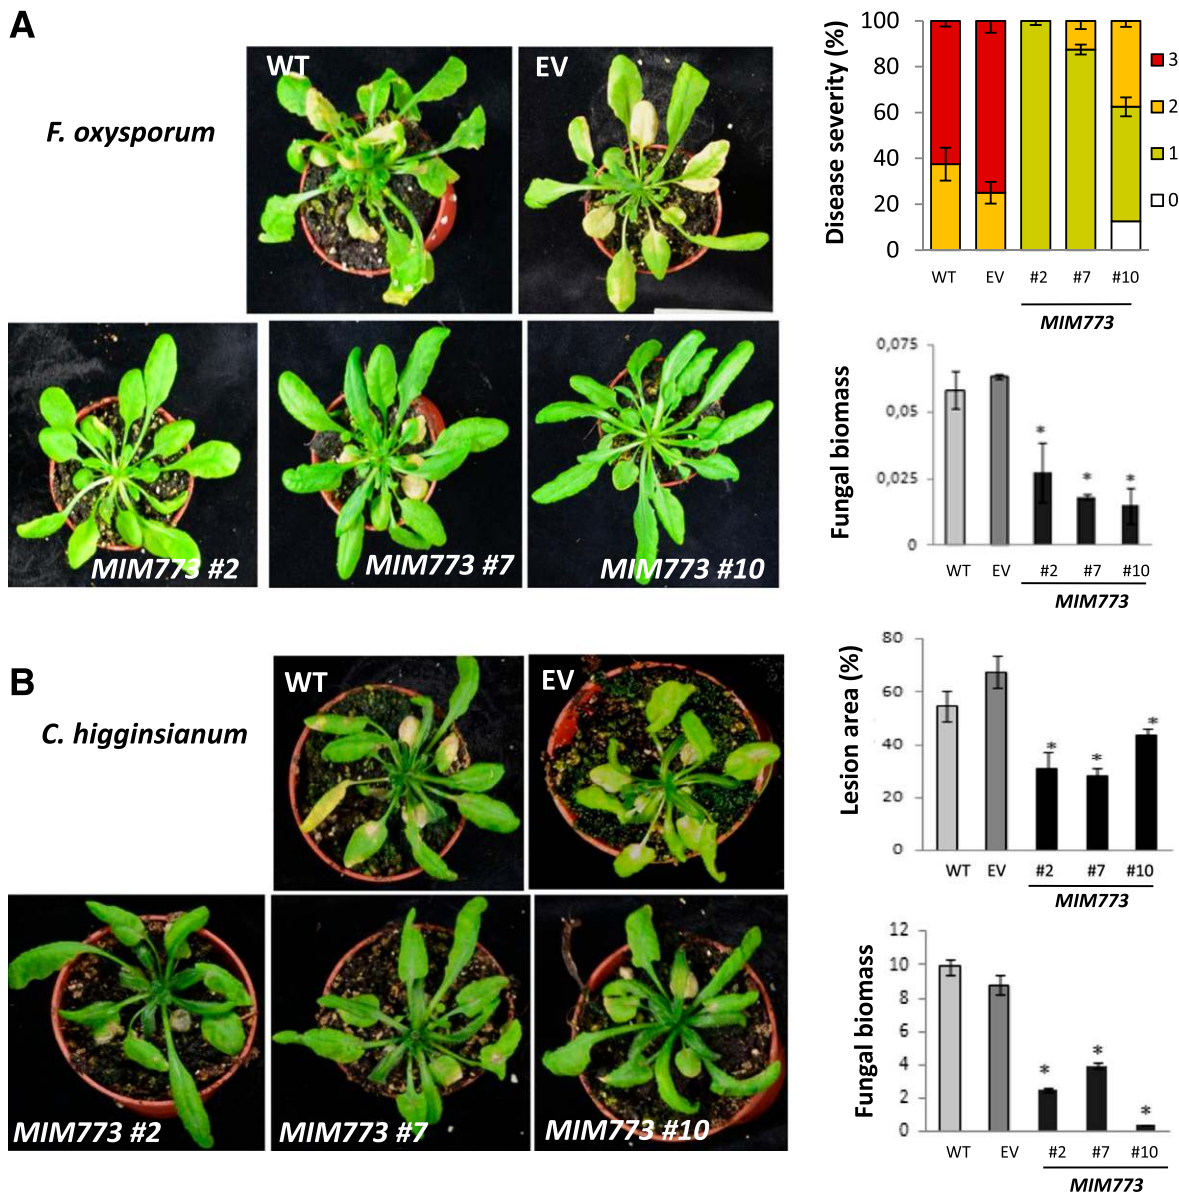 A
F. oxysporum
WT
EV
MIM773 #2
MIM773 #7
MIM773 #10
Disease severity (%)
100
80
60
40
20
0
3
2
1
0
WT EV #2 #7 #10
MIM773
Fungal biomass
0,075
0,05
0,025
0
*
*
*
WT EV #2 #7 #10
MIM773
B
C. higginsianum
WT
EV
MIM773 #2
MIM773 #7
MIM773 #10
Lesion area (%)
80
60
40
20
0
*
*
*
WT EV #2 #7 #10
MIM773
Fungal biomass
12
10
8
6
4
2
0
*
*
*
WT EV #2 #7 #10
MIM773